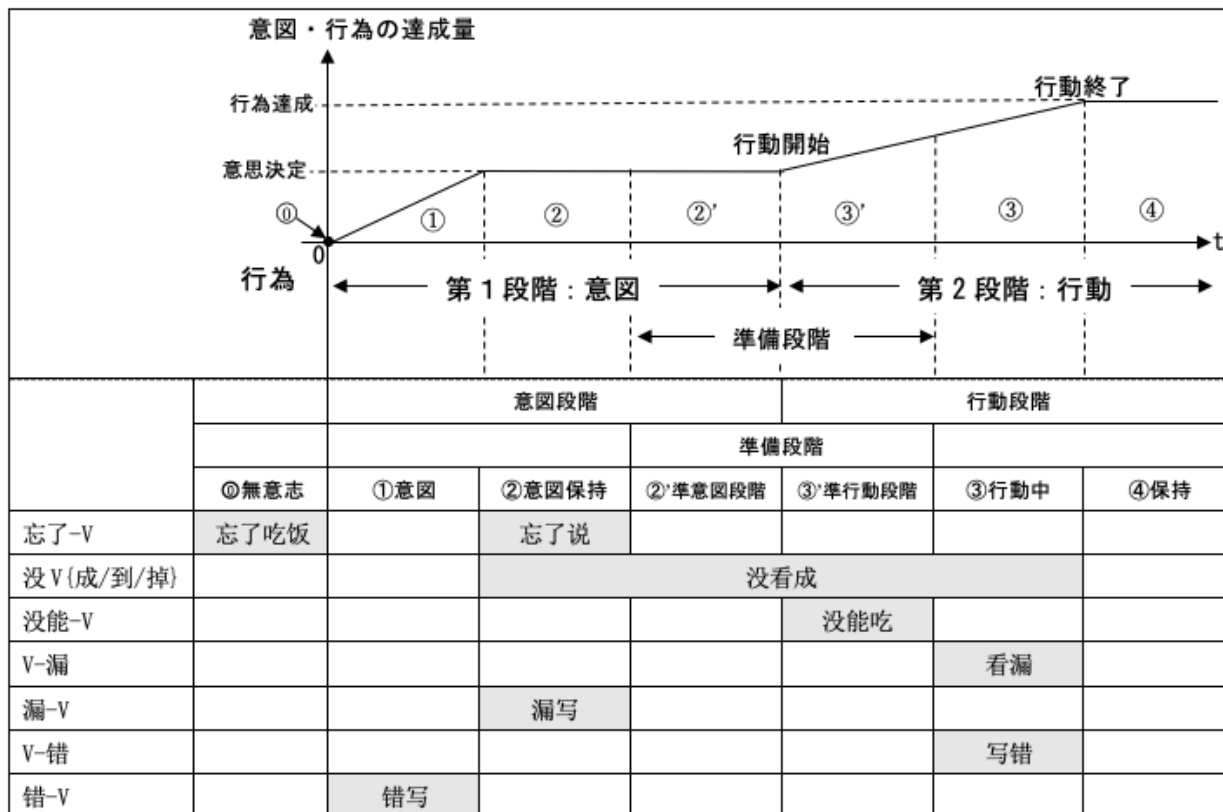 意図・行為の達成量
行動終了
行為達成
行動開始
意思決定
⓪ ① ② ②' ③' ③ ④
0 t
行為 第1段階:意図 第2段階:行動
準備段階
意図段階 行動段階
準備段階
⓪無意志 ①意図 ②意図保持 ②'準意図段階 ③'準行動段階 ③行動中 ④保持
忘了-V 忘了吃饭 忘了说
没V{成/到/掉} 没看成
没能-V 没能吃
V-漏 看漏
漏-V 漏写
V-错 写错
错-V 错写